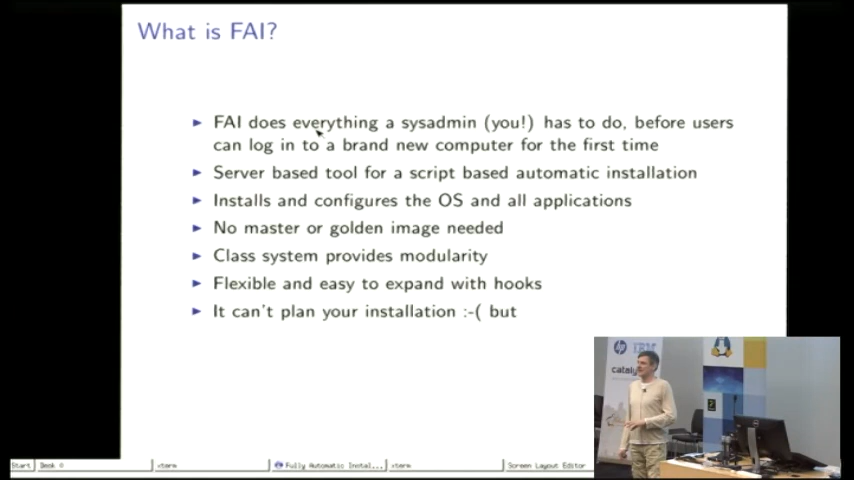 What is FAI?
FAI does everything a sysadmin (you!) has to do, before users
can log in to a brand new computer for the first time
Server based tool for a script based automatic installation
Installs and configures the OS and all applications
No master or golden image needed
Class system provides modularity
Flexible and easy to expand with hooks
It can't plan your installation :-( but
hp IBM
catalyst
Start Desk 0 xterm Fully Automatic Instal... xterm Screen Layout Editor